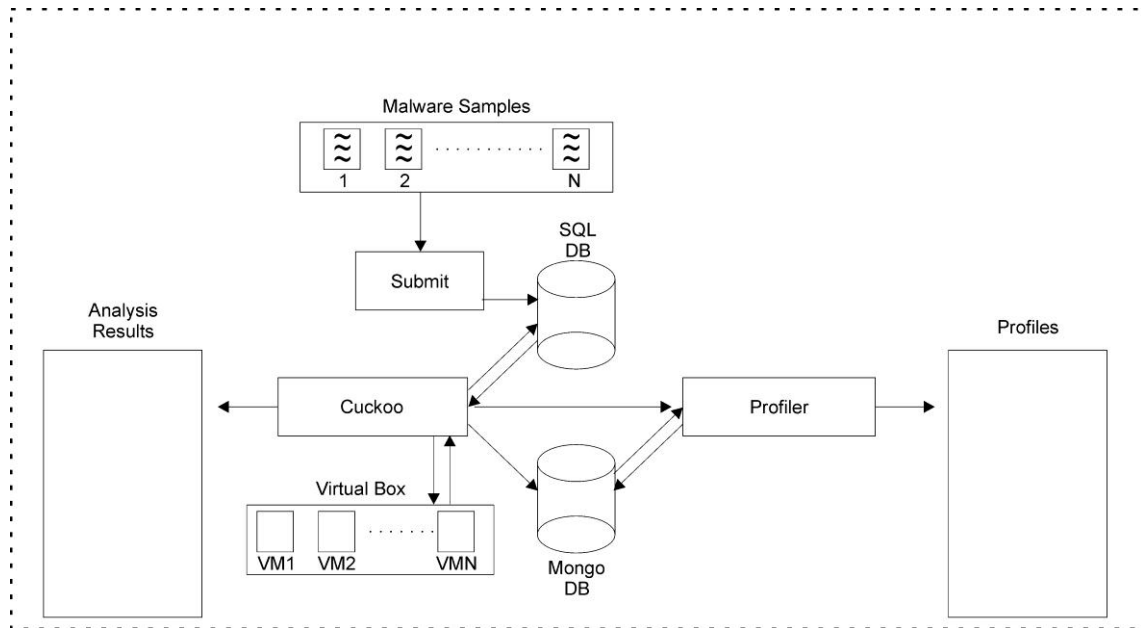 Malware Samples
1 2 ........... N
SQL
DB
Submit
Analysis
Results
Profiles
Cuckoo
Profiler
Virtual Box
VM1 VM2 ....... VMN
Mongo
DB